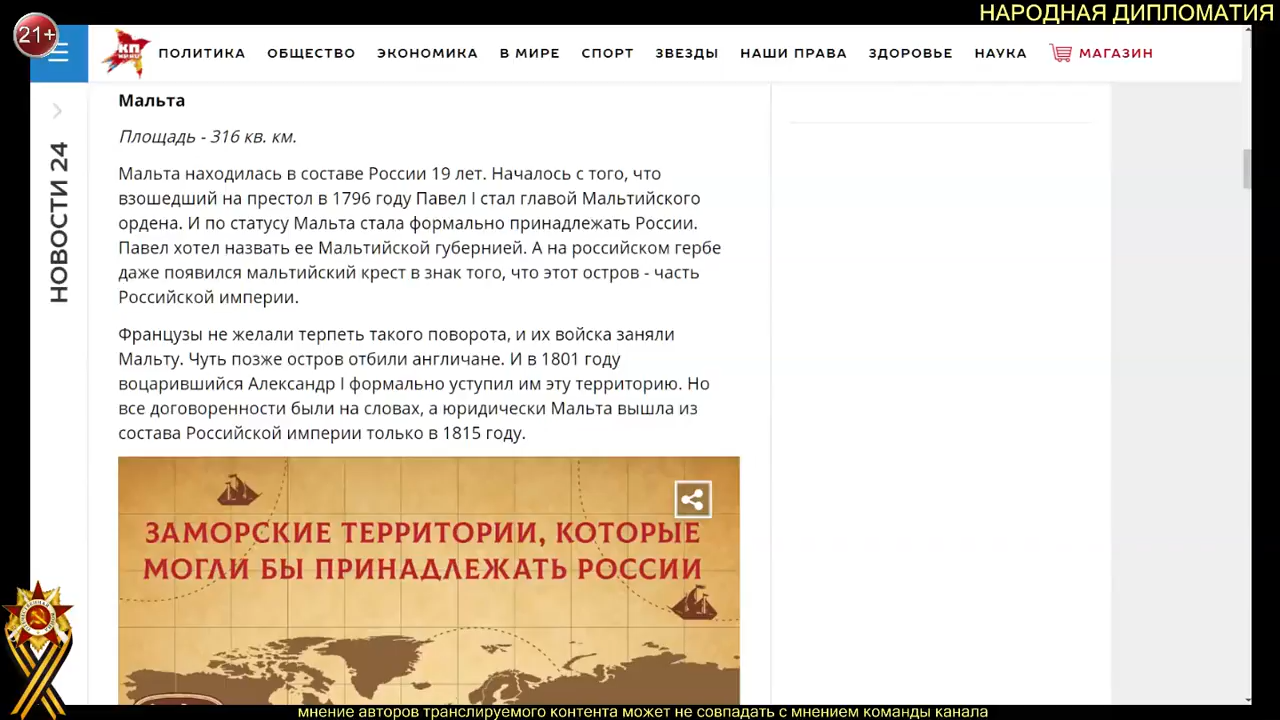 НАРОДНАЯ ДИПЛОМАТИЯ
21+
КП
ПОЛИТИКА ОБЩЕСТВО ЭКОНОМИКА В МИРЕ СПОРТ ЗВЕЗДЫ НАШИ ПРАВА ЗДОРОВЬЕ НАУКА МАГАЗИН
НОВОСТИ 24
Мальта
Площадь - 316 кв. км.
Мальта находилась в составе России 19 лет. Началось с того, что
взошедший на престол в 1796 году Павел I стал главой Мальтийского
ордена. И по статусу Мальта стала формально принадлежать России.
Павел хотел назвать ее Мальтийской губернией. А на российском гербе
даже появился мальтийский крест в знак того, что этот остров - часть
Российской империи.
Французы не желали терпеть такого поворота, и их войска заняли
Мальту. Чуть позже остров отбили англичане. И в 1801 году
воцарившийся Александр I формально уступил им эту территорию. Но
все договоренности были на словах, а юридически Мальта вышла из
состава Российской империи только в 1815 году.
ЗАМОРСКИЕ ТЕРРИТОРИИ, КОТОРЫЕ
МОГЛИ БЫ ПРИНАДЛЕЖАТЬ РОССИИ
мнение авторов транслируемого контента может не совпадать с мнением команды канала